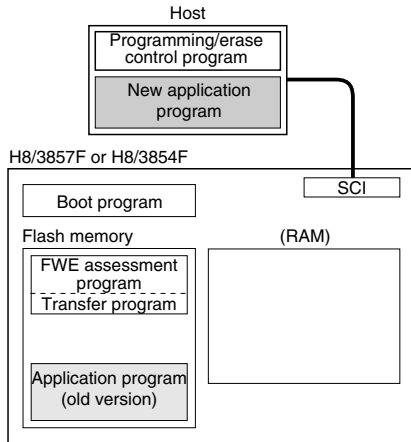 Host
Programming/erase
control program
New application
program
H8/3857F or H8/3854F
SCI
Boot program
Flash memory
(RAM)
FWE assessment
program
Transfer program
Application program
(old version)